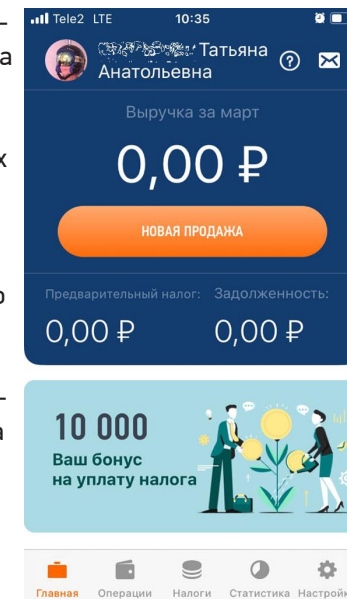 Tele2 LTE 10:35
Татьяна
Анатольевна
Выручка за март
0,00 ₽
НОВАЯ ПРОДАЖА
Предварительный налог: Задолженность:
0,00 ₽ 0,00 ₽
10 000
Ваш бонус
на уплату налога
Главная Операции Налоги Статистика Настройк